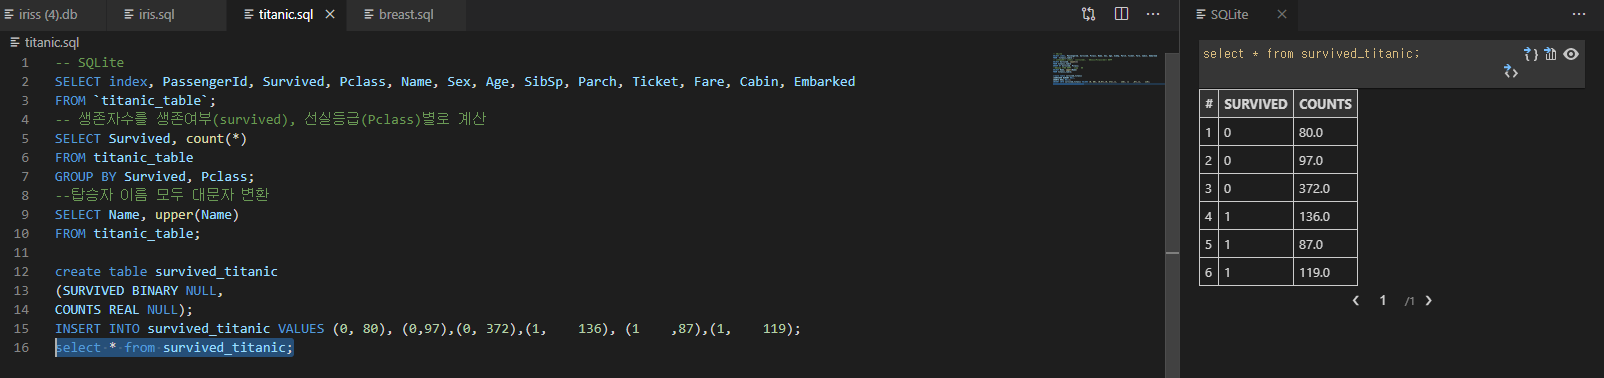 iriss (4).db
iris.sql
titanic.sql
breast.sql
titanic.sql
1 -- SQLite
2 SELECT index, PassengerId, Survived, Pclass, Name, Sex, Age, SibSp, Parch, Ticket, Fare, Cabin, Embarked
3 FROM `titanic_table`;
4 -- 생존자수를 생존여부(survived), 선실등급(Pclass)별로 계산
5 SELECT Survived, count(*)
6 FROM titanic_table
7 GROUP BY Survived, Pclass;
8 --탑승자 이름 모두 대문자 변환
9 SELECT Name, upper(Name)
10 FROM titanic_table;
11
12 create table survived_titanic
13 (SURVIVED BINARY NULL,
14 COUNTS REAL NULL);
15 INSERT INTO survived_titanic VALUES (0, 80), (0,97),(0, 372),(1,    136), (1    ,87),(1,    119);
16 select * from survived_titanic;
SQLite
select * from survived_titanic;
# SURVIVED COUNTS
1 0 80.0
2 0 97.0
3 0 372.0
4 1 136.0
5 1 87.0
6 1 119.0
1 /1